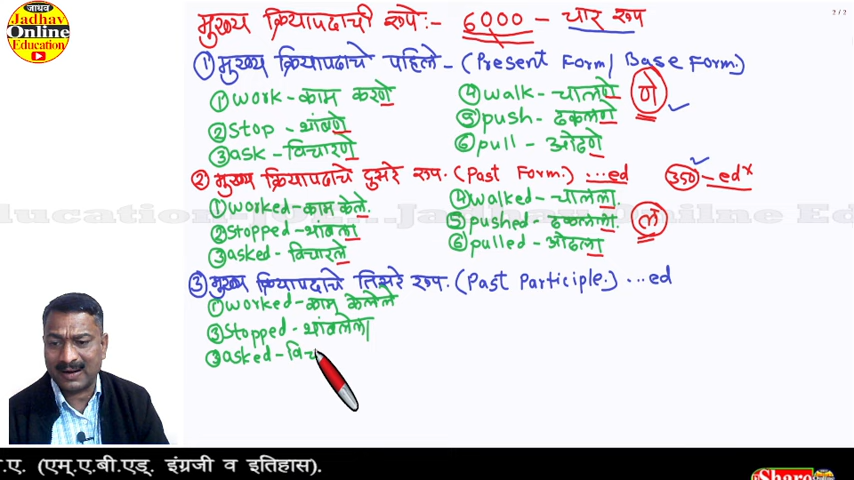 जाधव
Jadhav
Online
Education
मुख्य क्रियापदाची रूपे:- 6000 - चार रूप
2/2
① मुख्य क्रियापदाचे पहिले - (Present Form/ Base Form.)
① work - काम करणे
② stop - थांबणे
③ ask - विचारणे
④ walk - चालणे
⑤ push - ढकलणे
⑥ pull - ओढणे
णे
② मुख्य क्रियापदाचे दुसरे रूप. (Past Form.) ...ed
350 - ed x
① worked - काम केले.
② stopped - थांबला
③ asked - विचारले
④ walked - चालला.
⑤ pushed - ढकलला.
⑥ pulled - ओढला
ले
③ मुख्य क्रियापदाचे तिसरे रूप. (Past Participle.) ...ed
① worked - काम केलेले
② stopped - थांबलेला
③ asked - विच
ए. (एम्.ए.बी.एड्. इंग्रजी व इतिहास).
eSharp